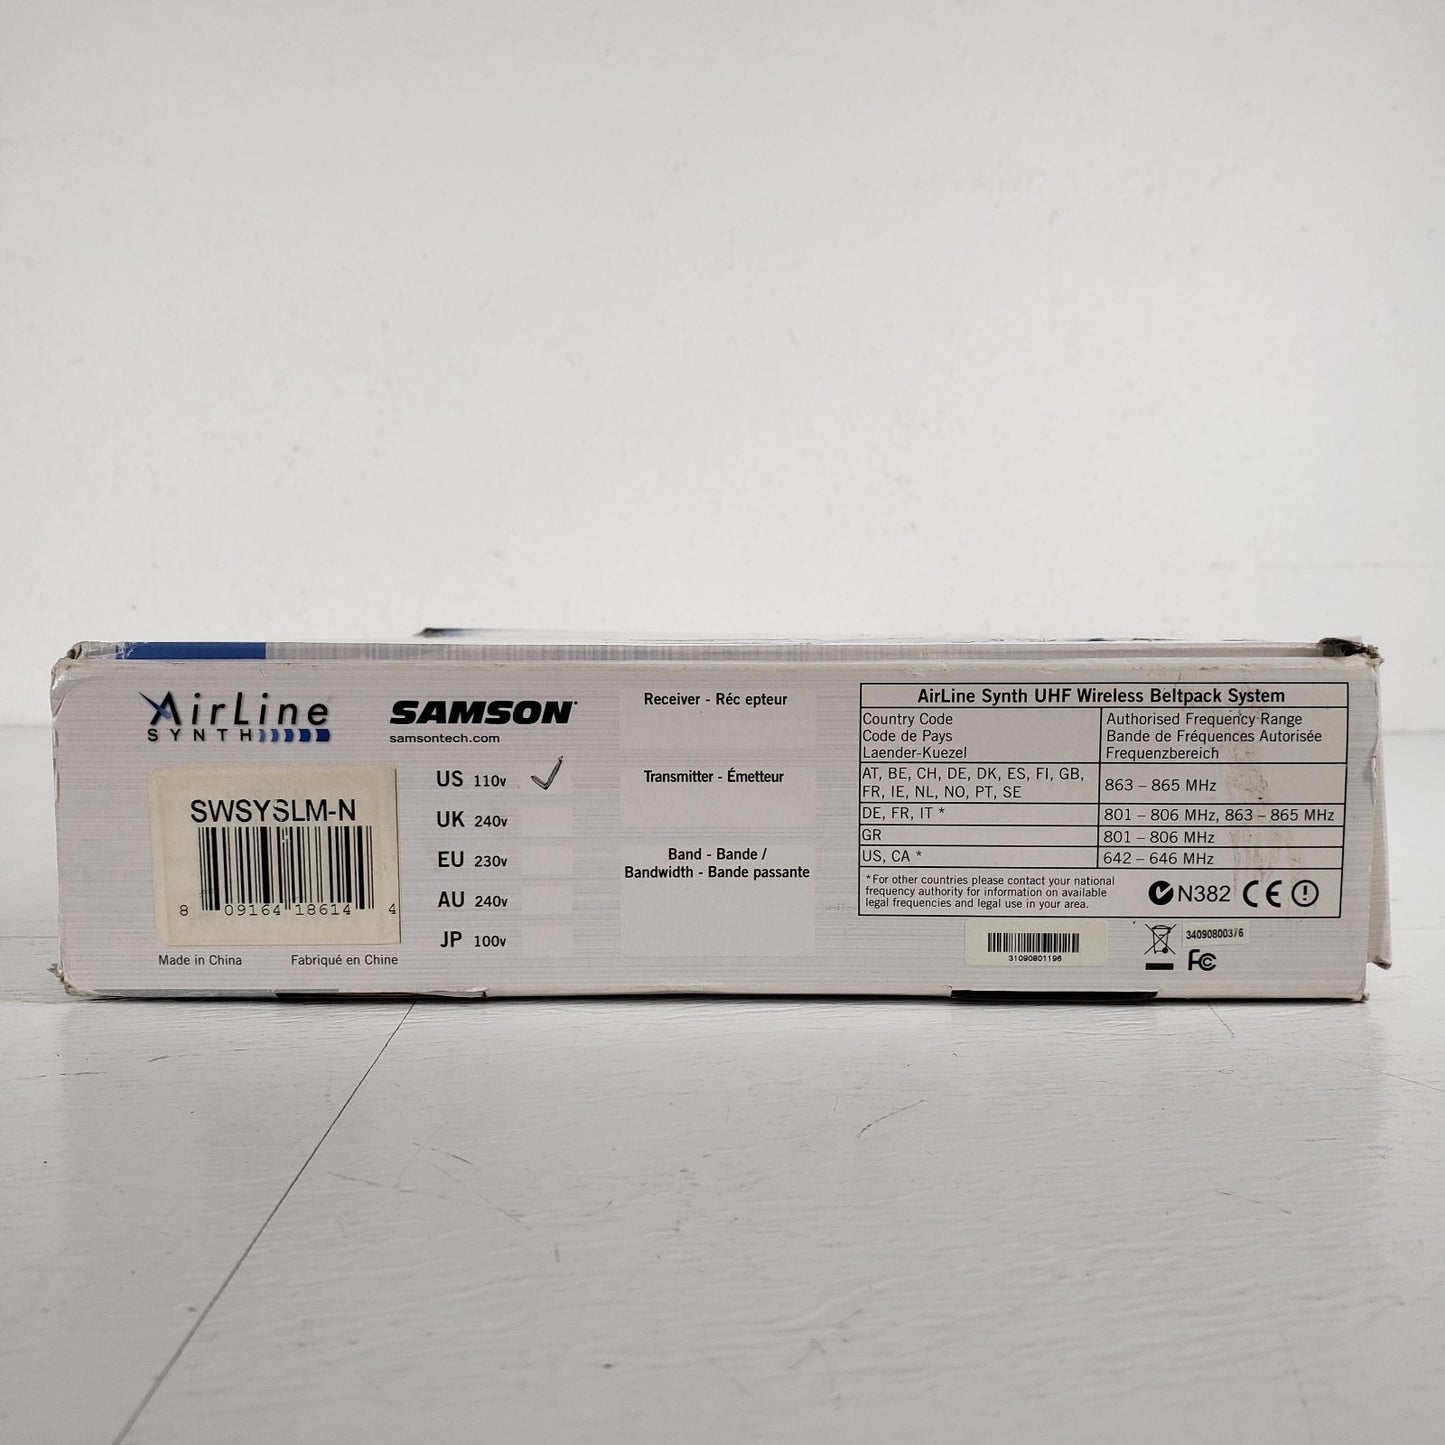 AirLine
SYNTH
SAMSON
samsontech.com
SWSYSLM-N
8 09164 18614 4
Made in China Fabriqué en Chine
US 110v
UK 240v
EU 230v
AU 240v
JP 100v
Receiver - Réc epteur
Transmitter - Émetteur
Band - Bande /
Bandwidth - Bande passante
AirLine Synth UHF Wireless Beltpack System
Country Code
Code de Pays
Laender-Kuezel
Authorised Frequency Range
Bande de Fréquences Autorisée
Frequenzbereich
AT, BE, CH, DE, DK, ES, FI, GB,
FR, IE, NL, NO, PT, SE
863 – 865 MHz
DE, FR, IT *
801 – 806 MHz, 863 – 865 MHz
GR
801 – 806 MHz
US, CA *
642 – 646 MHz
*For other countries please contact your national
frequency authority for information on available
legal frequencies and legal use in your area.
N382 CE
31090801196
34090800376
FC